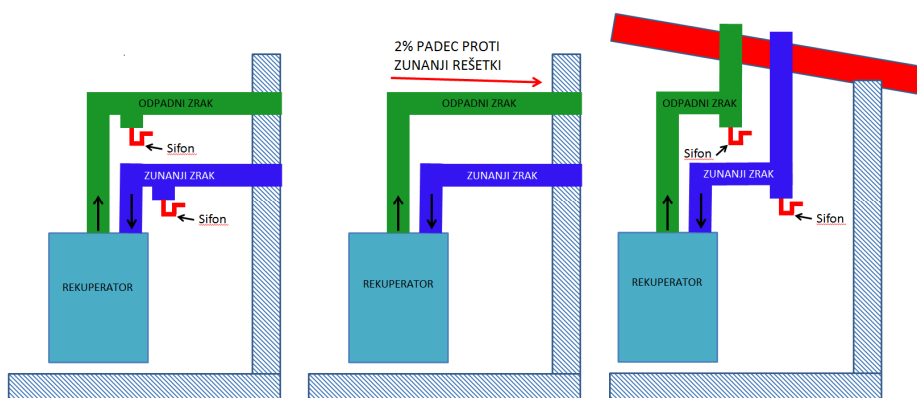 ODPADNI ZRAK
Sifon
ZUNANJI ZRAK
Sifon
REKUPERATOR
2% PADEC PROTI
ZUNANJI REŠETKI
ODPADNI ZRAK
ZUNANJI ZRAK
REKUPERATOR
ODPADNI ZRAK
Sifon
ZUNANJI ZRAK
Sifon
REKUPERATOR